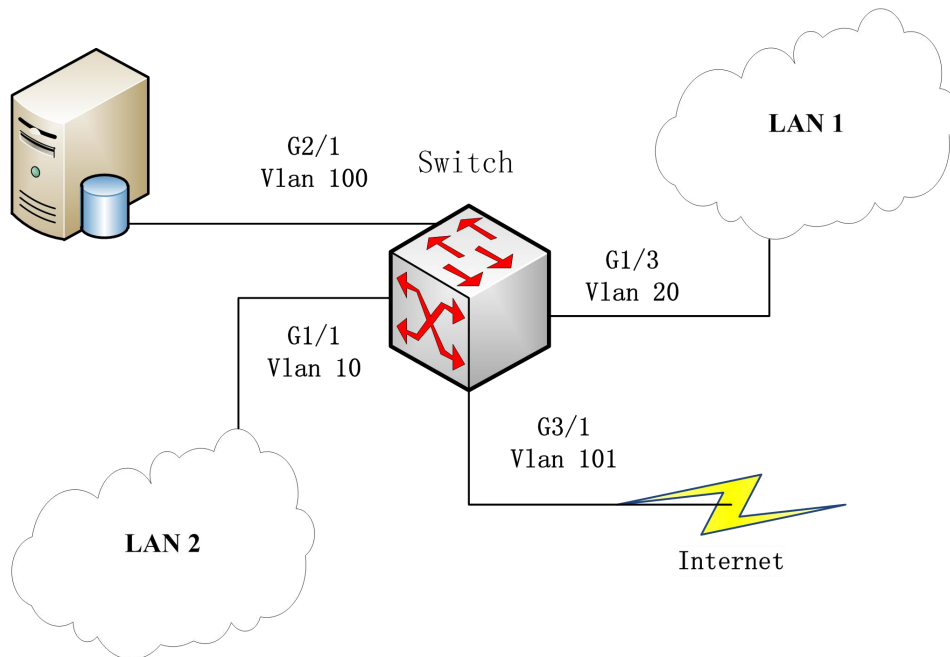 LAN 1
G2/1
Vlan 100
Switch
G1/3
Vlan 20
G1/1
Vlan 10
G3/1
Vlan 101
LAN 2
Internet